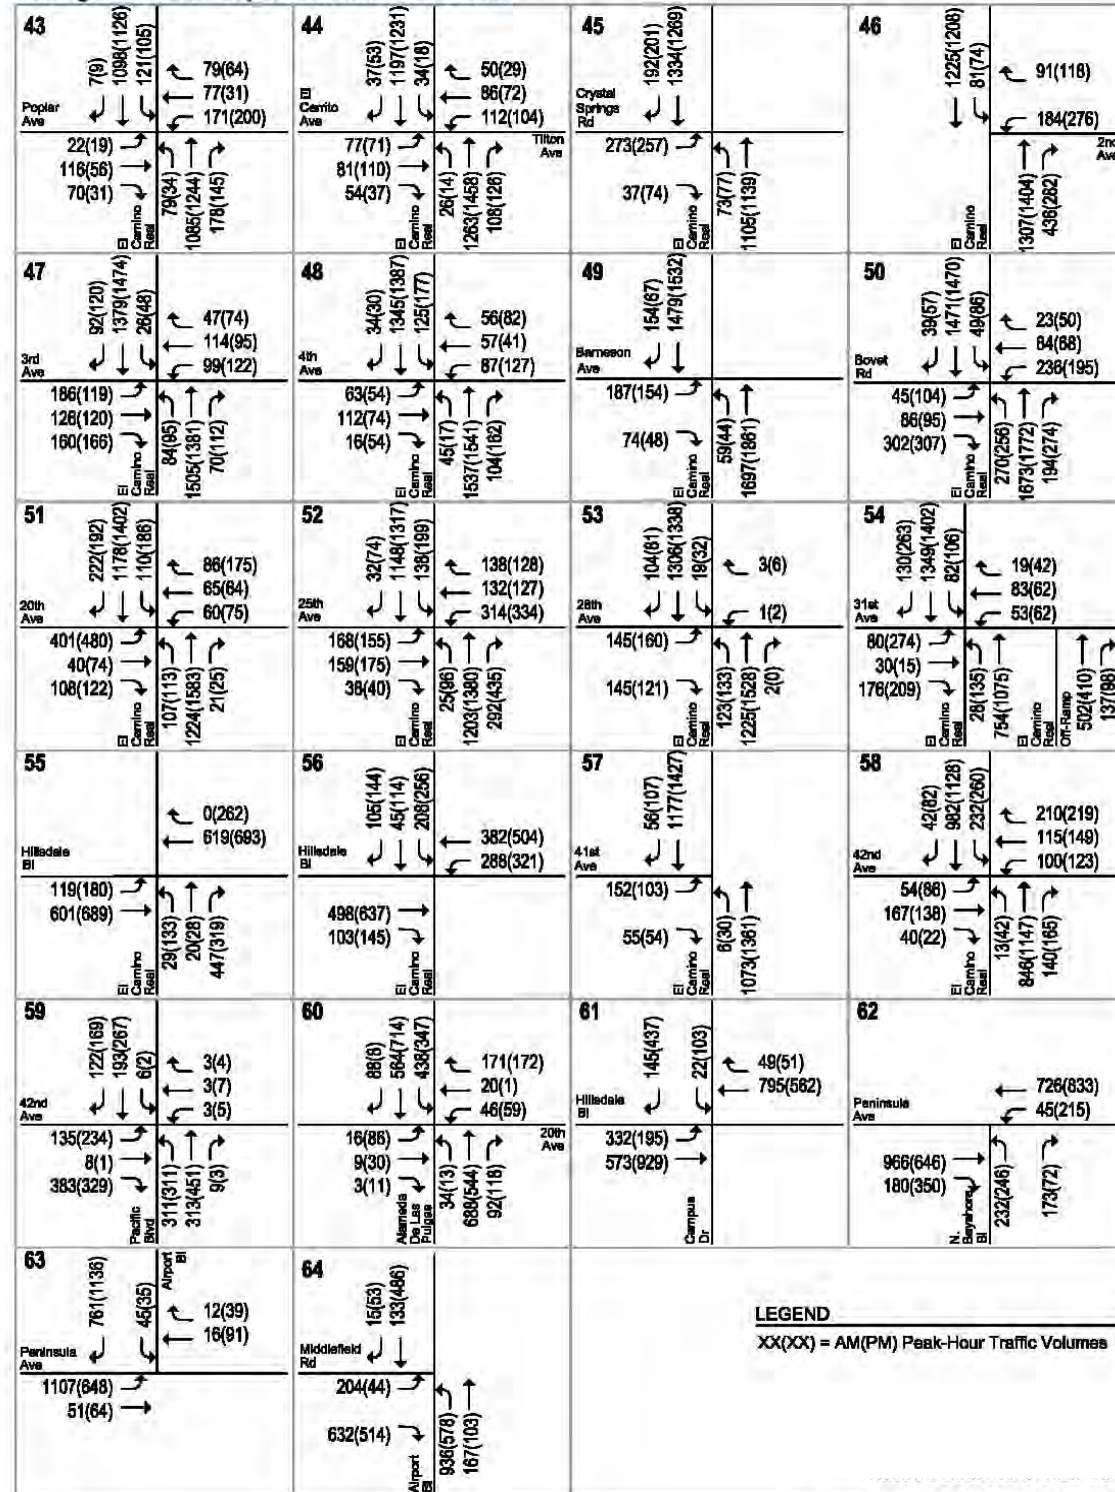 43
7(9)
1098(1126)
121(105)
79(64)
77(31)
171(200)
Poplar
Ave
22(19)
116(56)
70(31)
79(34)
1085(1244)
178(145)
El
Camino
Real
44
37(53)
1197(1231)
34(18)
50(29)
86(72)
112(104)
El
Cerrito
Ave
Tilton
Ave
77(71)
81(110)
54(37)
26(14)
1263(1458)
108(126)
El
Camino
Real
45
192(201)
1334(1269)
Crystal
Springs
Rd
273(257)
37(74)
73(77)
1105(1139)
El
Camino
Real
46
1225(1208)
81(74)
91(118)
184(276)
2nd
Ave
1307(1404)
436(282)
El
Camino
Real
47
92(120)
1379(1474)
26(48)
47(74)
114(95)
99(122)
3rd
Ave
186(119)
126(120)
160(166)
84(95)
1505(1381)
70(112)
El
Camino
Real
48
34(30)
1345(1387)
125(177)
56(82)
57(41)
87(127)
4th
Ave
63(54)
112(74)
16(54)
45(17)
1537(1541)
104(162)
El
Camino
Real
49
154(67)
1479(1532)
Barneson
Ave
187(154)
74(48)
59(44)
1697(1881)
El
Camino
Real
50
39(57)
1471(1470)
49(86)
23(50)
84(68)
236(195)
Bovet
Rd
45(104)
86(95)
302(307)
270(256)
1673(1772)
194(274)
El
Camino
Real
51
222(192)
1178(1402)
110(186)
86(175)
65(84)
60(75)
20th
Ave
401(480)
40(74)
108(122)
107(113)
1224(1583)
21(25)
El
Camino
Real
52
32(74)
1148(1317)
138(199)
138(128)
132(127)
314(334)
25th
Ave
168(155)
159(175)
38(40)
25(96)
1203(1380)
292(435)
El
Camino
Real
53
104(81)
1306(1338)
19(32)
3(6)
1(2)
28th
Ave
145(160)
145(121)
123(133)
1225(1528)
2(0)
El
Camino
Real
54
130(263)
1349(1402)
82(106)
19(42)
83(62)
53(62)
31st
Ave
80(274)
30(15)
176(209)
28(135)
754(1075)
502(410)
137(98)
El
Camino
Real
El
Camino
Real
Off-Ramp
55
0(262)
619(693)
Hillsdale
Bl
119(180)
601(689)
29(133)
20(28)
447(319)
El
Camino
Real
56
105(144)
45(114)
208(256)
382(504)
288(321)
Hillsdale
Bl
498(637)
103(145)
El
Camino
Real
57
56(107)
1177(1427)
41st
Ave
152(103)
55(54)
6(30)
1073(1361)
El
Camino
Real
58
42(82)
982(1128)
232(260)
210(219)
115(149)
100(123)
42nd
Ave
54(86)
167(138)
40(22)
13(42)
846(1147)
140(165)
El
Camino
Real
59
122(169)
193(267)
6(2)
3(4)
3(7)
3(5)
42nd
Ave
135(234)
8(1)
383(329)
311(311)
313(451)
9(3)
Pacific
Blvd
60
88(8)
564(714)
438(347)
171(172)
20(1)
46(59)
20th
Ave
16(86)
9(30)
3(11)
34(13)
688(544)
92(118)
Alameda
De Las
Pulgas
61
145(437)
22(103)
49(51)
795(562)
Hillsdale
Bl
332(195)
573(929)
Campus
Dr
62
726(833)
45(215)
Peninsula
Ave
966(646)
180(350)
232(246)
173(72)
N.
Bayshore
Bl
63
761(1136)
45(35)
Airport
Bl
12(39)
16(91)
Peninsula
Ave
1107(648)
51(64)
64
15(53)
133(486)
Middlefield
Rd
204(44)
632(514)
936(578)
167(103)
Airport
Bl
LEGEND
XX(XX) = AM(PM) Peak-Hour Traffic Volumes